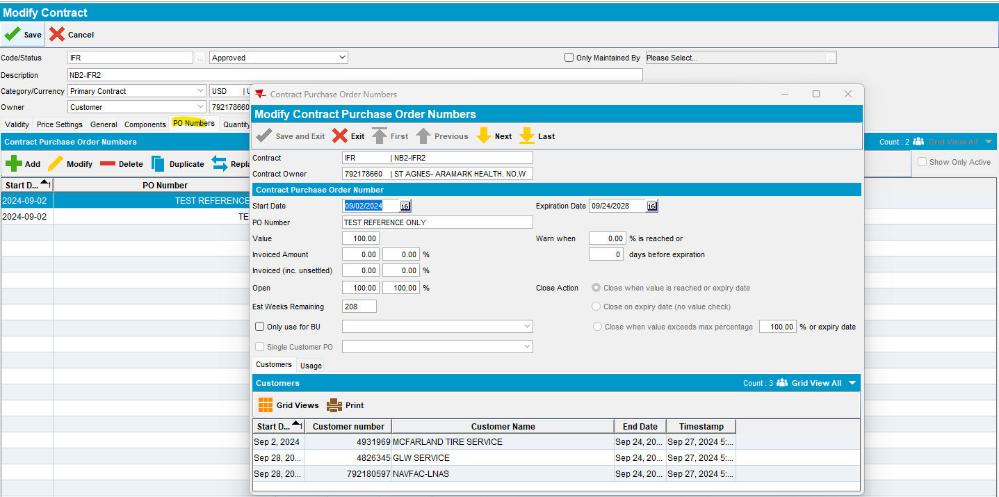 Modify Contract
Save Cancel
Code/Status IFR ... Approved Only Maintained By Please Select... ...
Description NB2-IFR2
Category/Currency Primary Contract USD | U
Owner Customer 792178660
Validity Price Settings General Components PO Numbers Quantity
Contract Purchase Order Numbers Count : 2 Grid View All
Add Modify Delete Duplicate Repla Show Only Active
Start D... 1 PO Number
2024-09-02 TEST REFERENCE
2024-09-02 TE
Contract Purchase Order Numbers
Modify Contract Purchase Order Numbers
Save and Exit Exit First Previous Next Last
Contract IFR | NB2-IFR2
Contract Owner 792178660 | ST AGNES- ARAMARK HEALTH. NO.W
Contract Purchase Order Number
Start Date 09/02/2024 16 Expiration Date 09/24/2028 16
PO Number TEST REFERENCE ONLY
Value 100.00 Warn when 0.00 % is reached or
Invoiced Amount 0.00 0.00 % 0 days before expiration
Invoiced (inc. unsettled) 0.00 0.00 %
Open 100.00 100.00 % Close Action Close when value is reached or expiry date
Est Weeks Remaining 208 Close on expiry date (no value check)
Only use for BU Close when value exceeds max percentage 100.00 % or expiry date
Single Customer PO
Customers Usage
Customers Count : 3 Grid View All
Grid Views Print
Start D... 1 Customer number Customer Name End Date Timestamp
Sep 2, 2024 4931969 MCFARLAND TIRE SERVICE Sep 24, 20... Sep 27, 2024 5:...
Sep 28, 20... 4826345 GLW SERVICE Sep 24, 20... Sep 27, 2024 5:...
Sep 28, 20... 792180597 NAVFAC-LNAS Sep 24, 20... Sep 27, 2024 5:...